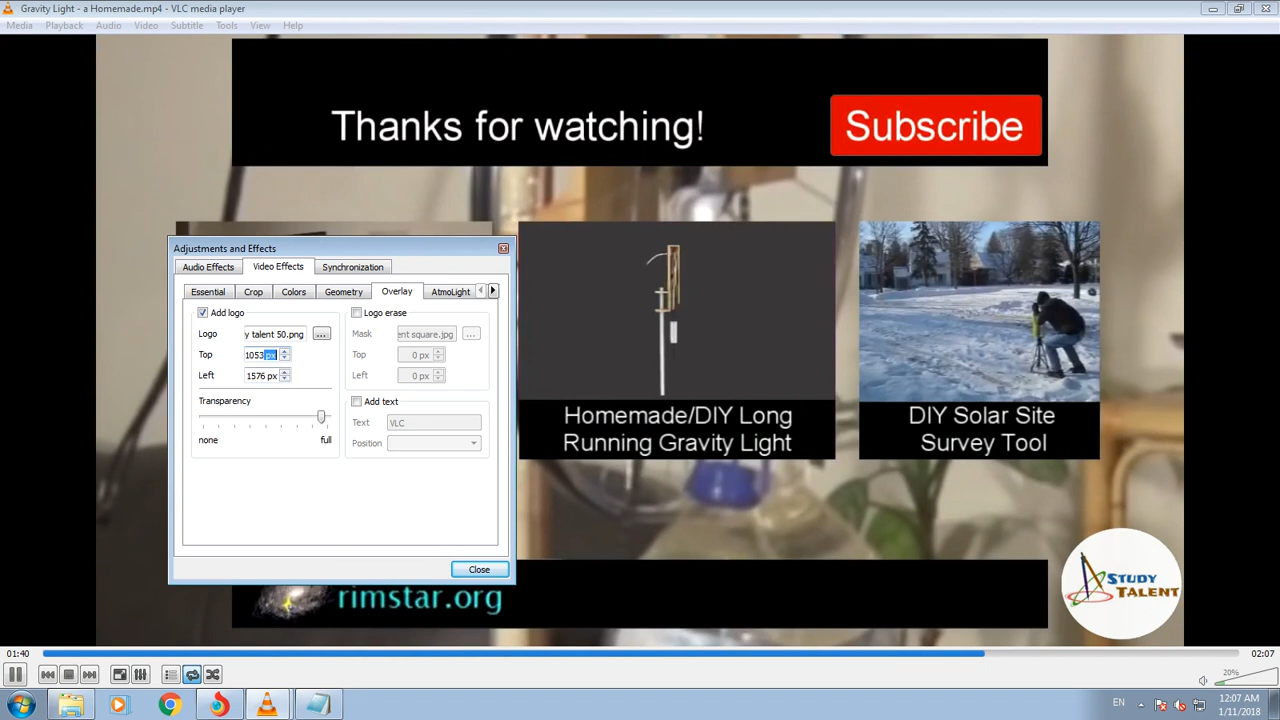 Gravity Light - a Homemade.mp4 - VLC media player
Media Playback Audio Video Subtitle Tools View Help
Thanks for watching!
Subscribe
Adjustments and Effects
Audio Effects Video Effects Synchronization
Essential Crop Colors Geometry Overlay AtmoLight
Add logo
Logo y talent 50.png ...
Top 1053 px
Left 1576 px
Transparency
none full
Logo erase
Mask ent square.jpg ...
Top 0 px
Left 0 px
Add text
Text VLC
Position
Close
Homemade/DIY Long
Running Gravity Light
DIY Solar Site
Survey Tool
rimstar.org
STUDY
TALENT
01:40 02:07
20%
EN
12:07 AM
1/11/2018